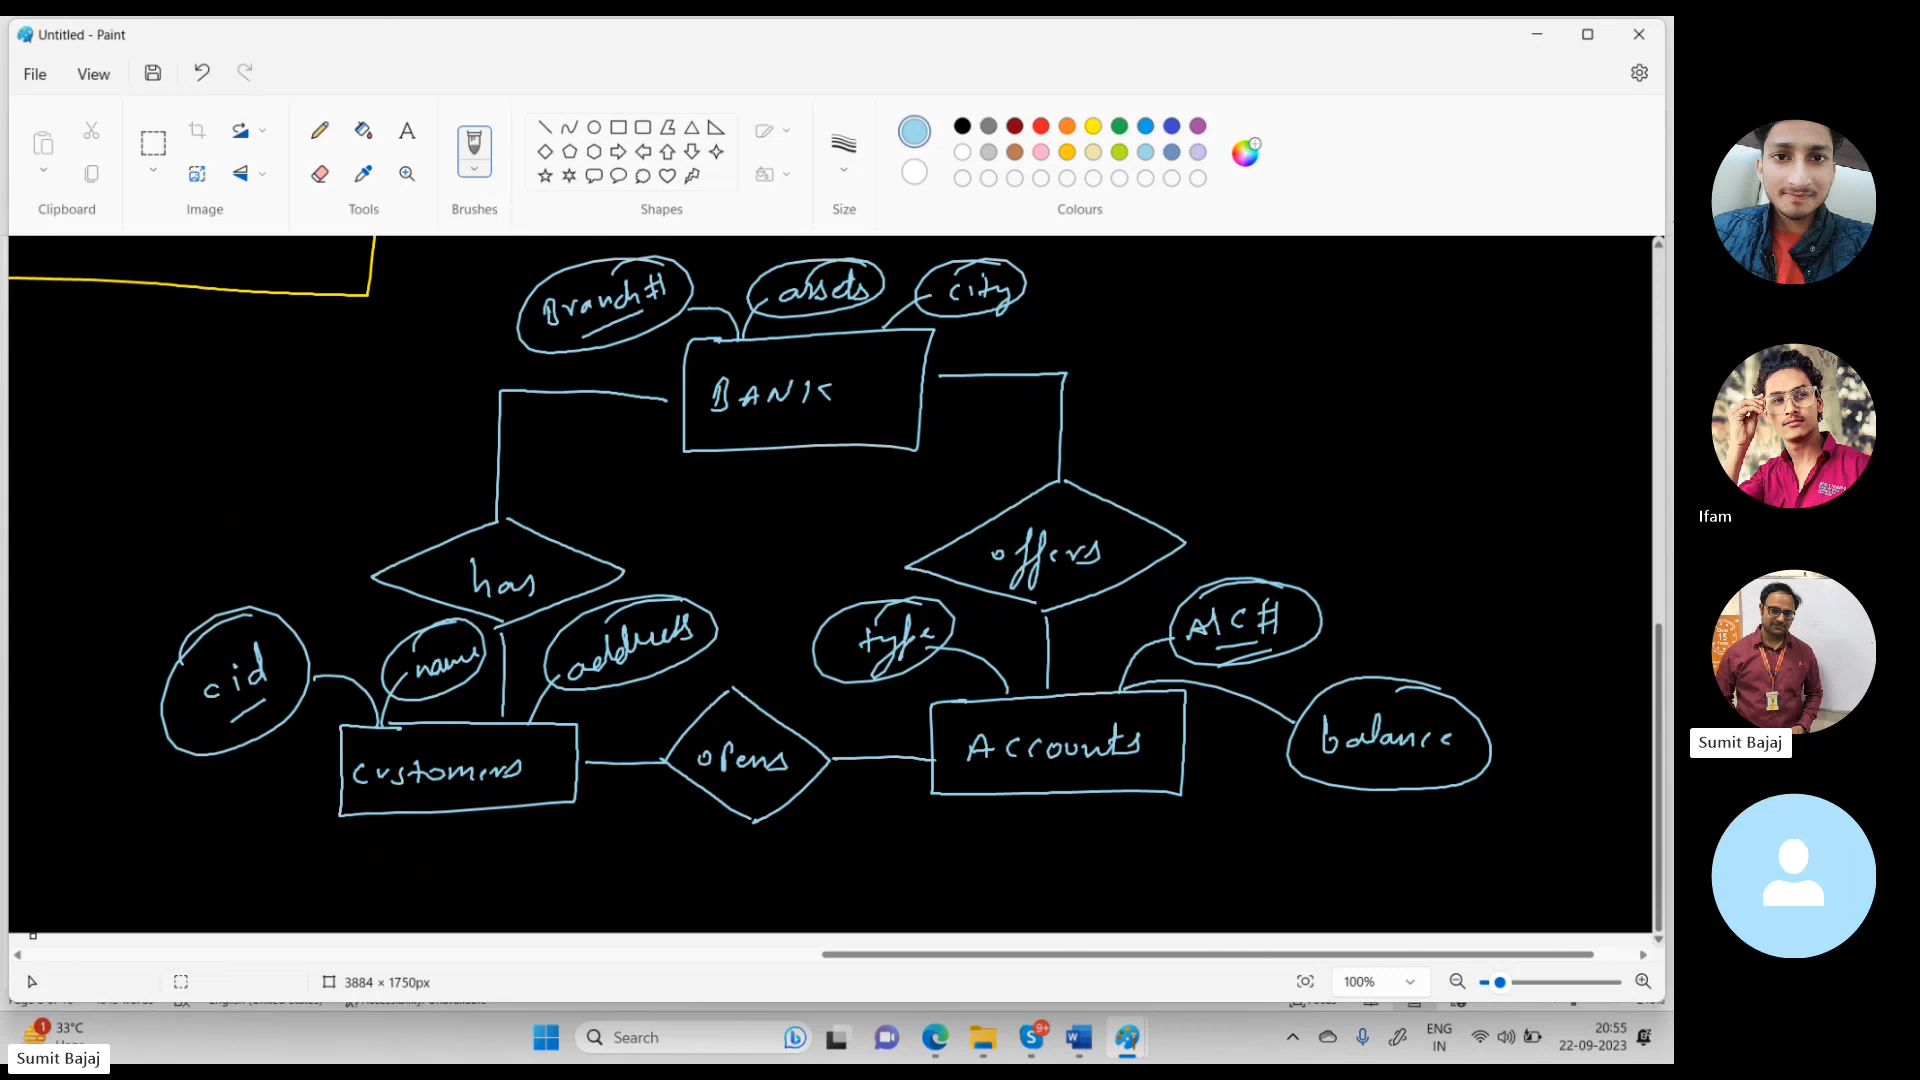 Untitled - Paint
File
View
Clipboard
Image
Tools
Brushes
Shapes
Size
Colours
Branch#
assets
city
BANK
has
offers
cid
name
address
type
A/C#
balance
customers
opens
Accounts
3884 × 1750px
100%
1
33°C
Search
9+
ENG
IN
20:55
22-09-2023
Sumit Bajaj
Ifam
Sumit Bajaj